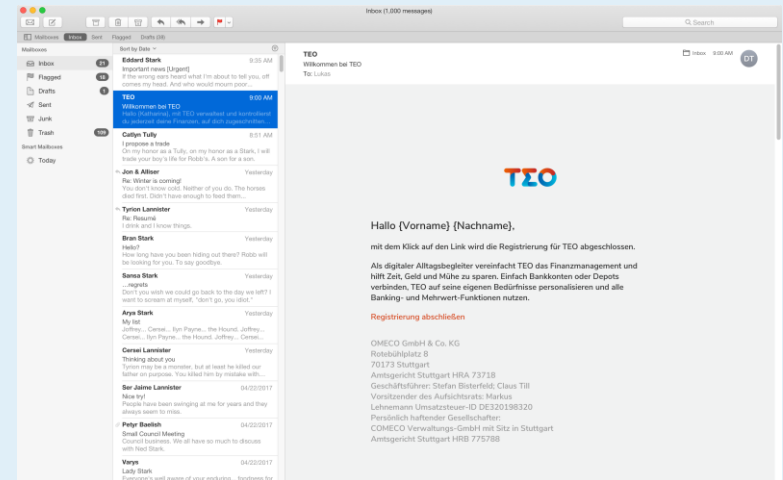 Inbox (1,000 messages)
Search
Mailboxes Inbox Sent Flagged Drafts (38)
Mailboxes
Inbox 21
Flagged 18
Drafts 1
Sent
Junk
Trash 109
Smart Mailboxes
Today
Sort by Date
Eddard Stark 9:35 AM
Important news [Urgent]
If the wrong ears heard what I'm about to tell you, off
comes my head. And who would mourn poor...
TEO 9:00 AM
Willkommen bei TEO
Hallo {Katharina}, mit TEO verwaltest und kontrollierst
du jederzeit deine Finanzen, auf dich zugeschnitten...
Catlyn Tully 8:51 AM
I propose a trade
On my honor as a Tully, on my honor as a Stark, I will
trade your boy's life for Robb's. A son for a son.
Jon & Alliser Yesterday
Re: Winter is coming!
You don't know cold. Neither of you do. The horses
died first. Didn't have enough to feed them...
Tyrion Lannister Yesterday
Re: Resumé
I drink and I know things.
Bran Stark Yesterday
Hello?
How long have you been hiding out there? Robb will
be looking for you. To say goodbye.
Sansa Stark Yesterday
...regrets
Don't you wish we could go back to the day we left? I
want to scream at myself, "don't go, you idiot."
Arya Stark Yesterday
My list
Joffrey... Cersei... Ilyn Payne... the Hound. Joffrey...
Cersei... Ilyn Payne... the Hound. Joffrey... Cersei...
Cersei Lannister Yesterday
Thinking about you
Tyrion may be a monster, but at least he killed our
father on purpose. You killed him by mistake with...
Ser Jaime Lannister 04/22/2017
Nice try!
People have been swinging at me for years and they
always seem to miss.
Petyr Baelish 04/22/2017
Small Council Meeting
Council business. We all have so much to discuss
with Ned Stark.
Varys 04/22/2017
Lady Stark
Everyone's well aware of your enduring... fondness for
TEO
Willkommen bei TEO
To: Lukas
Inbox 9:00 AM
DT
TEO
Hallo {Vorname} {Nachname},
mit dem Klick auf den Link wird die Registrierung für TEO abgeschlossen.
Als digitaler Alltagsbegleiter vereinfacht TEO das Finanzmanagement und
hilft Zeit, Geld und Mühe zu sparen. Einfach Bankkonten oder Depots
verbinden, TEO auf seine eigenen Bedürfnisse personalisieren und alle
Banking- und Mehrwert-Funktionen nutzen.
Registrierung abschließen
OMECO GmbH & Co. KG
Rotebühlplatz 8
70173 Stuttgart
Amtsgericht Stuttgart HRA 73718
Geschäftsführer: Stefan Bisterfeld; Claus Till
Vorsitzender des Aufsichtsrats: Markus
Lehnemann Umsatzsteuer-ID DE320198320
Persönlich haftender Gesellschafter:
COMECO Verwaltungs-GmbH mit Sitz in Stuttgart
Amtsgericht Stuttgart HRB 775788